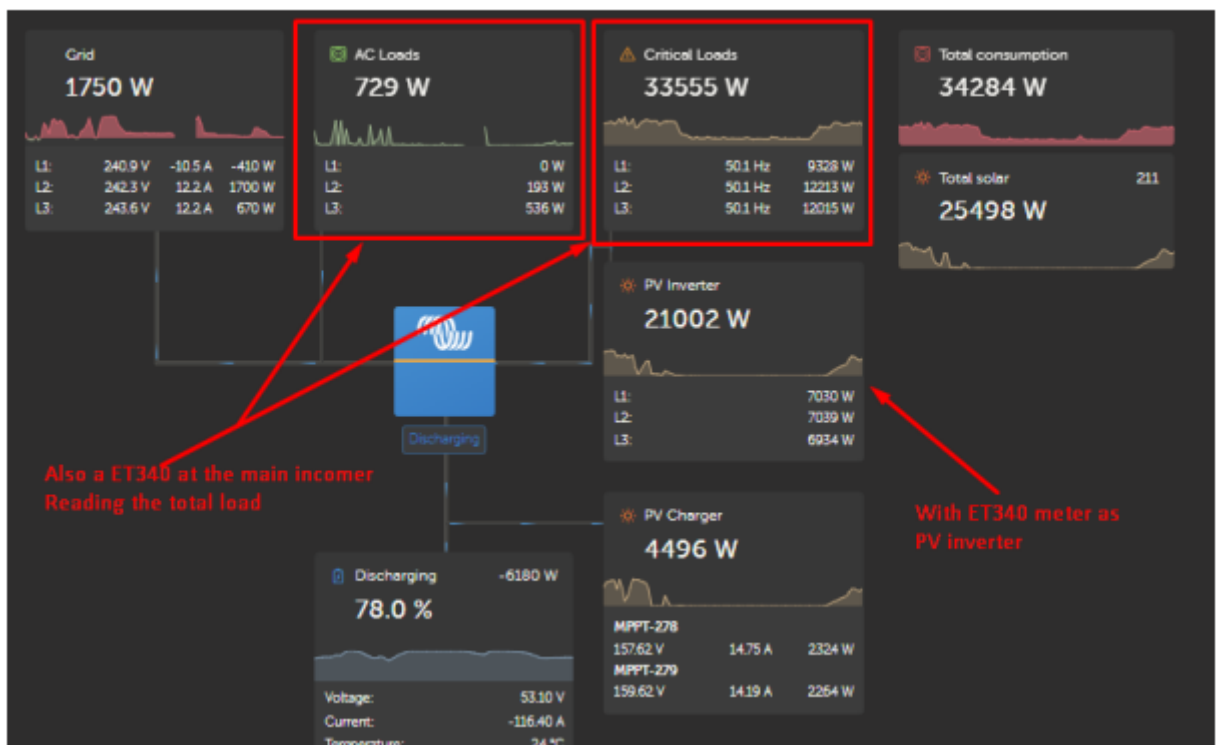 Grid
1750 W
L1: 240.9 V -10.5 A -410 W
L2: 242.3 V 12.2 A 1700 W
L3: 243.6 V 12.2 A 670 W
AC Loads
729 W
L1: 0 W
L2: 193 W
L3: 536 W
Critical Loads
33555 W
L1: 50.1 Hz 9328 W
L2: 50.1 Hz 12213 W
L3: 50.1 Hz 12015 W
Total consumption
34284 W
Total solar 211
25498 W
PV Inverter
21002 W
L1: 7030 W
L2: 7039 W
L3: 6934 W
Discharging
Also a ET340 at the main incomer
Reading the total load
With ET340 meter as
PV inverter
PV Charger
4496 W
MPPT-278
157.62 V 14.75 A 2324 W
MPPT-279
159.62 V 14.19 A 2264 W
Discharging -6180 W
78.0 %
Voltage: 53.10 V
Current: -116.40 A
Temperature: 24 °C